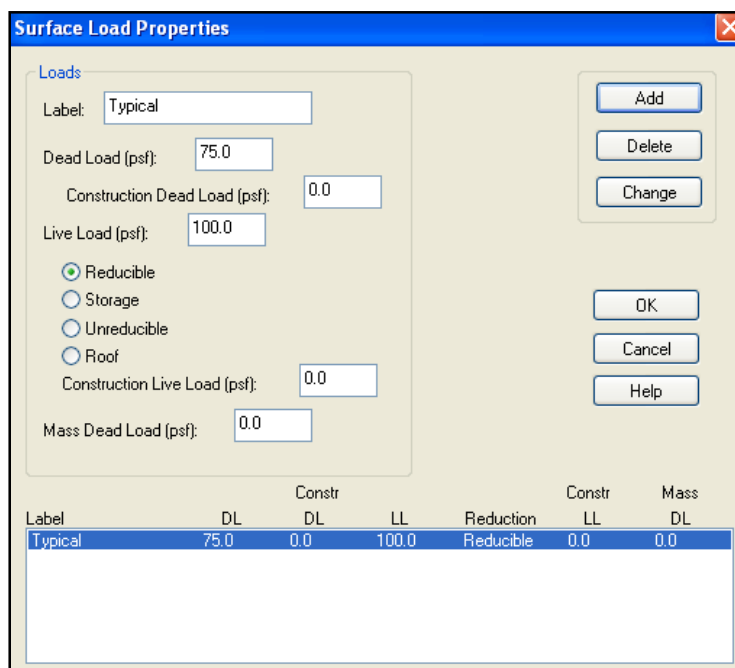 Surface Load Properties
Loads
Label: Typical
Dead Load (psf): 75.0
Construction Dead Load (psf): 0.0
Live Load (psf): 100.0
Reducible
Storage
Unreducible
Roof
Construction Live Load (psf): 0.0
Mass Dead Load (psf): 0.0
Add
Delete
Change
OK
Cancel
Help
Constr Constr Mass
Label DL DL LL Reduction LL DL
Typical 75.0 0.0 100.0 Reducible 0.0 0.0